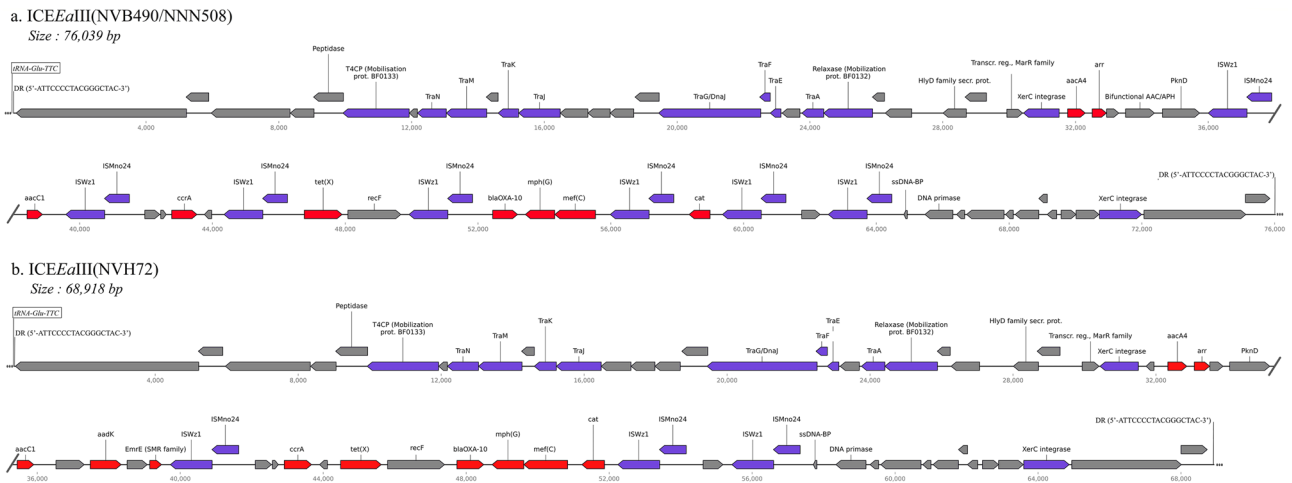 a. ICEEaIII(NVB490/NNN508)
Size : 76,039 bp
tRNA-Glu-TTC
DR (5'-ATTCCCCTACGGGCTAC-3')
Peptidase
T4CP (Mobilisation
prot. BF0133)
TraN
TraM
TraK
TraJ
TraG/DnaJ
TraF
TraE
TraA
Relaxase (Mobilization
prot. BF0132)
HlyD family secr. prot.
Transcr. reg., MarR family
XerC integrase
aacA4
arr
Bifunctional AAC/APH
PknD
ISWz1
ISMno24
4,000 8,000 12,000 16,000 20,000 24,000 28,000 32,000 36,000
aacC1
ISWz1
ISMno24
ccrA
ISWz1
ISMno24
tet(X)
recF
ISWz1
ISMno24
blaOXA-10
mph(G)
mef(C)
ISWz1
ISMno24
cat
ISWz1
ISMno24
ISWz1
ISMno24
ssDNA-BP
DNA primase
XerC integrase
DR (5'-ATTCCCCTACGGGCTAC-3')
40,000 44,000 48,000 52,000 56,000 60,000 64,000 68,000 72,000 76,000
b. ICEEaIII(NVH72)
Size : 68,918 bp
tRNA-Glu-TTC
DR (5'-ATTCCCCTACGGGCTAC-3')
Peptidase
T4CP (Mobilization
prot. BF0133)
TraN
TraM
TraK
TraJ
TraG/DnaJ
TraF
TraE
TraA
Relaxase (Mobilization
prot. BF0132)
HlyD family secr. prot.
Transcr. reg., MarR family
XerC integrase
aacA4
arr
PknD
4,000 8,000 12,000 16,000 20,000 24,000 28,000 32,000
aacC1
aadK
EmrE (SMR family)
ISWz1
ISMno24
ccrA
tet(X)
recF
blaOXA-10
mph(G)
mef(C)
cat
ISWz1
ISMno24
ISWz1
ISMno24
ssDNA-BP
DNA primase
XerC integrase
DR (5'-ATTCCCCTACGGGCTAC-3')
36,000 40,000 44,000 48,000 52,000 56,000 60,000 64,000 68,000